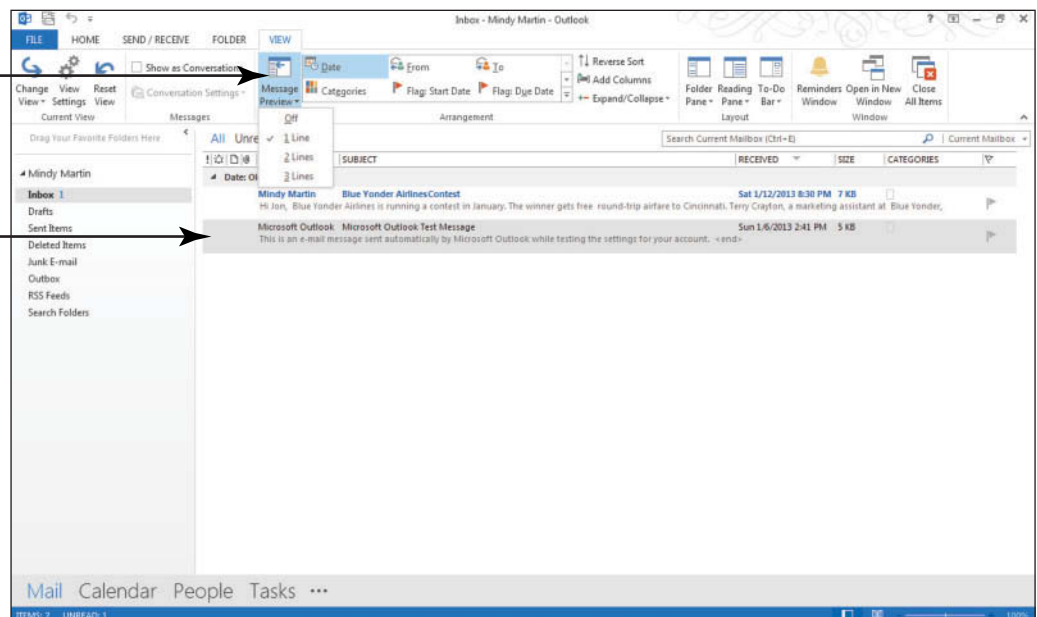 Inbox - Mindy Martin - Outlook
FILE HOME SEND / RECEIVE FOLDER VIEW
Change View View Settings Reset View
Current View
Show as Conversations
Conversation Settings
Messages
Message Preview
Date From To
Categories Flag: Start Date Flag: Due Date
Reverse Sort
Add Columns
Expand/Collapse
Arrangement
Folder Pane Reading Pane To-Do Bar
Layout
Reminders Window Open in New Window Close All Items
Window
Off
1 Line
2 Lines
3 Lines
Drag Your Favorite Folders Here
Mindy Martin
Inbox 1
Drafts
Sent Items
Deleted Items
Junk E-mail
Outbox
RSS Feeds
Search Folders
All Unre
Search Current Mailbox (Ctrl+E) Current Mailbox
SUBJECT RECEIVED SIZE CATEGORIES
Date: Ol
Mindy Martin Blue Yonder AirlinesContest Sat 1/12/2013 8:30 PM 7 KB
Hi Jon, Blue Yonder Airlines is running a contest in January. The winner gets free round-trip airfare to Cincinnati. Terry Crayton, a marketing assistant at Blue Yonder,
Microsoft Outlook Microsoft Outlook Test Message Sun 1/6/2013 2:41 PM 5 KB
This is an e-mail message sent automatically by Microsoft Outlook while testing the settings for your account. <end>
Mail Calendar People Tasks •••
ITEMS: 2 UNREAD: 1 100%